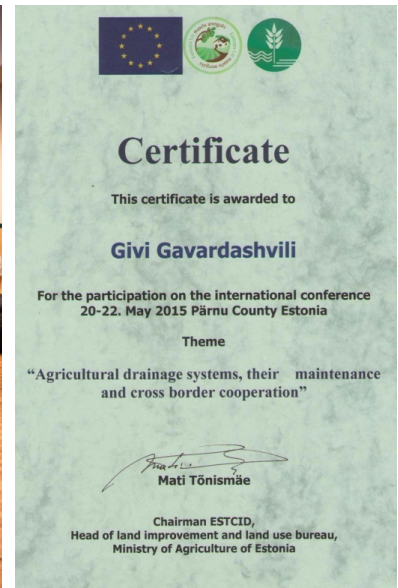 Certificate
This certificate is awarded to
Givi Gavardashvili
For the participation on the international conference
20-22. May 2015 Pärnu County Estonia
Theme
“Agricultural drainage systems, their maintenance
and cross border cooperation”
Mati Tõnismäe
Chairman ESTCID,
Head of land improvement and land use bureau,
Ministry of Agriculture of Estonia